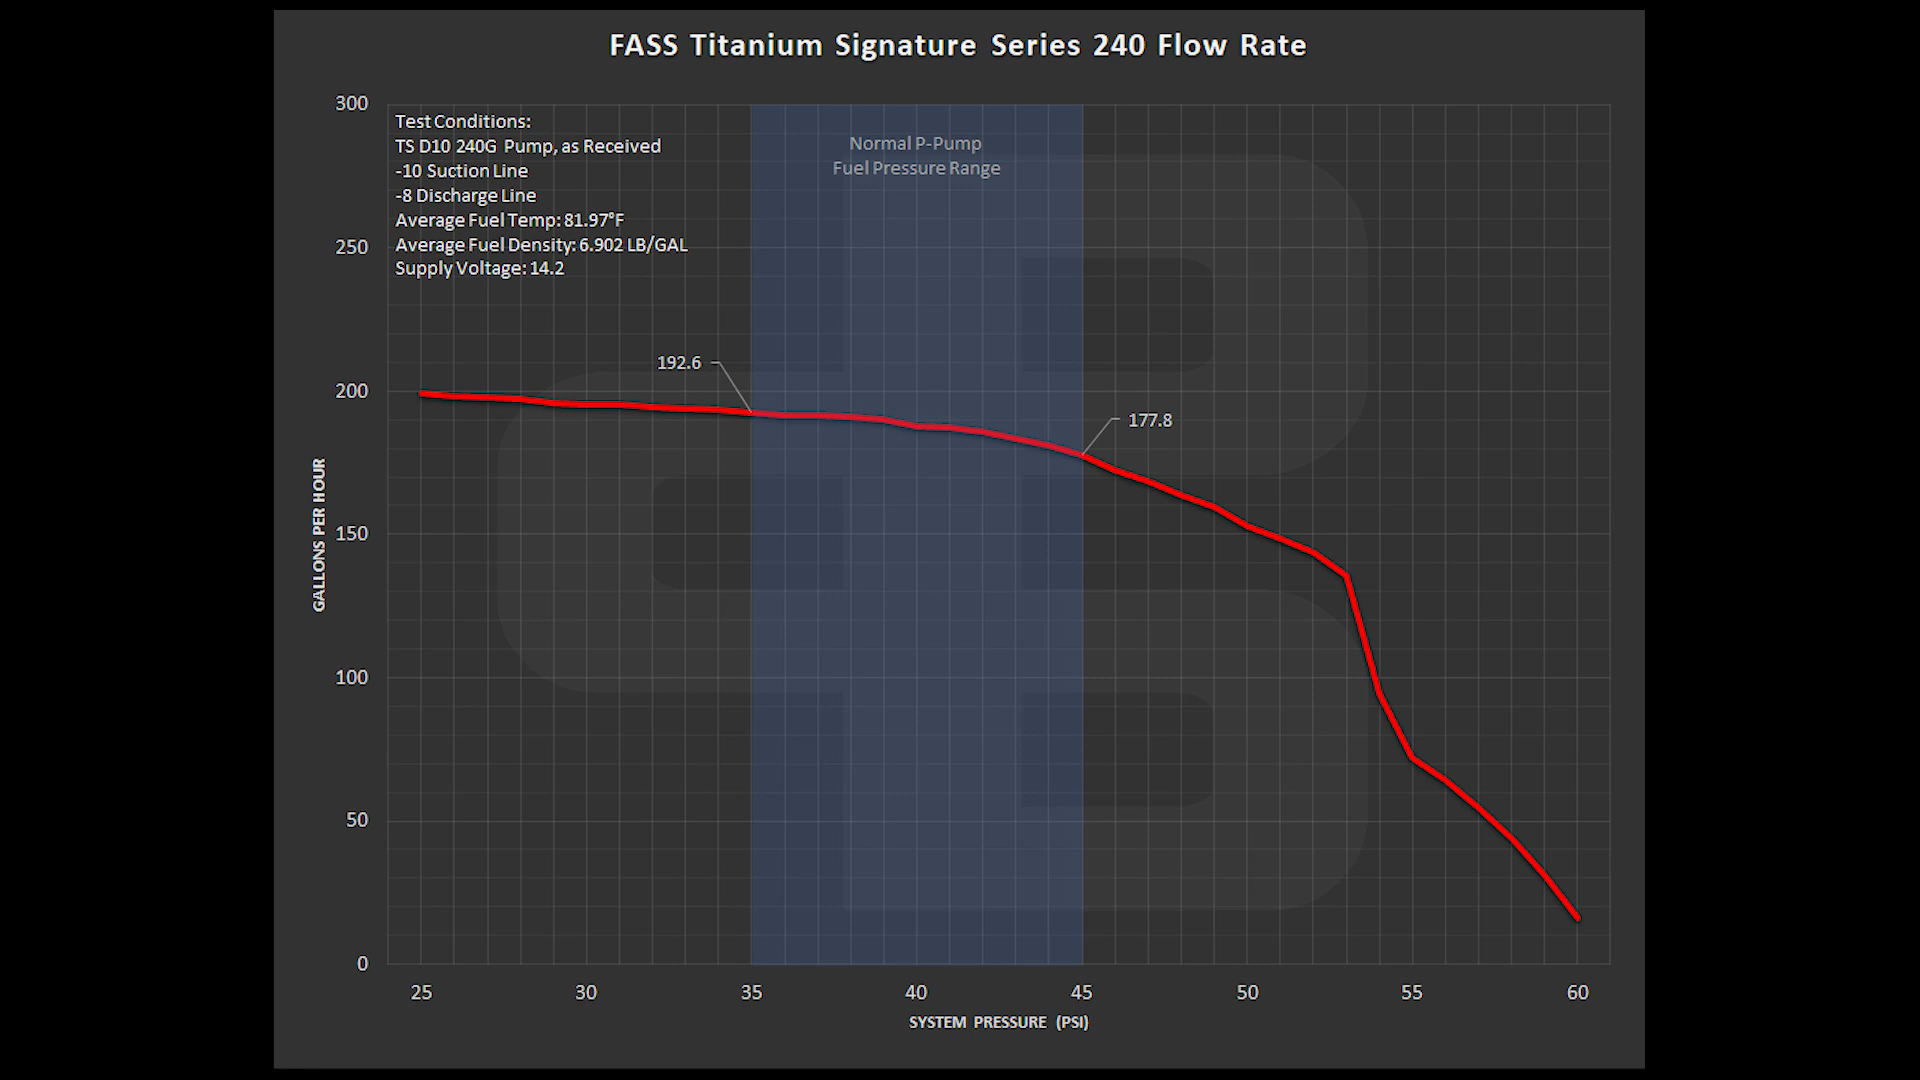 FASS Titanium Signature Series 240 Flow Rate
300
Test Conditions:
TS D10 240G Pump, as Received
-10 Suction Line
-8 Discharge Line
Average Fuel Temp: 81.97°F
Average Fuel Density: 6.902 LB/GAL
Supply Voltage: 14.2
Normal P-Pump
Fuel Pressure Range
250
192.6
200
177.8
GALLONS PER HOUR
150
100
50
0
25 30 35 40 45 50 55 60
SYSTEM PRESSURE (PSI)